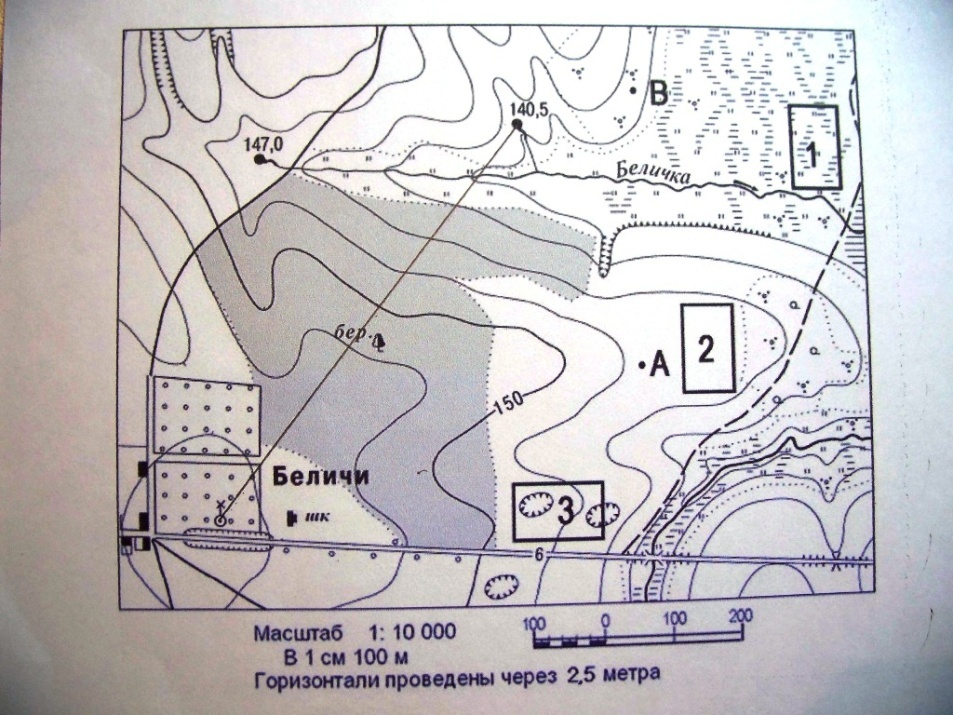 В
140,5
147,0
1
Беличка
бер.
А
2
150
Беличи
3
шк
6
100 0 100 200
Масштаб 1: 10 000
В 1 см 100 м
Горизонтали проведены через 2,5 метра